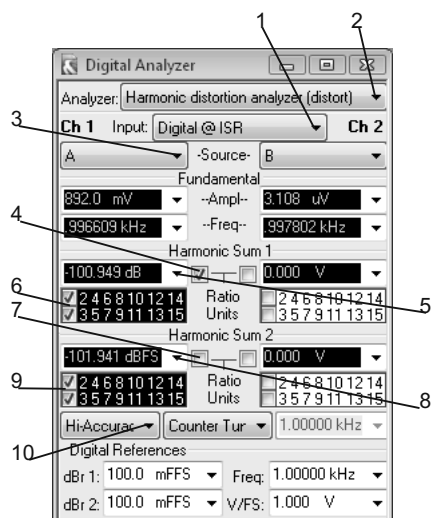 1
2
Digital Analyzer
Analyzer: Harmonic distortion analyzer (distort)
Ch 1 Input: Digital @ ISR Ch 2
3
A -Source- B
Fundamental
892.0 mV --Ampl-- 3.108 uV
4
.996609 kHz --Freq-- .997802 kHz
Harmonic Sum 1
-100.949 dB 0.000 V
5
6
2 4 6 8 10 12 14 Ratio 2 4 6 8 10 12 14
3 5 7 9 11 13 15 Units 3 5 7 9 11 13 15
7
Harmonic Sum 2
-101.941 dBFS 0.000 V
8
9
2 4 6 8 10 12 14 Ratio 2 4 6 8 10 12 14
3 5 7 9 11 13 15 Units 3 5 7 9 11 13 15
Hi-Accurac Counter Tur 1.00000 kHz
10
Digital References
dBr 1: 100.0 mFFS Freq: 1.00000 kHz
dBr 2: 100.0 mFFS V/FS: 1.000 V